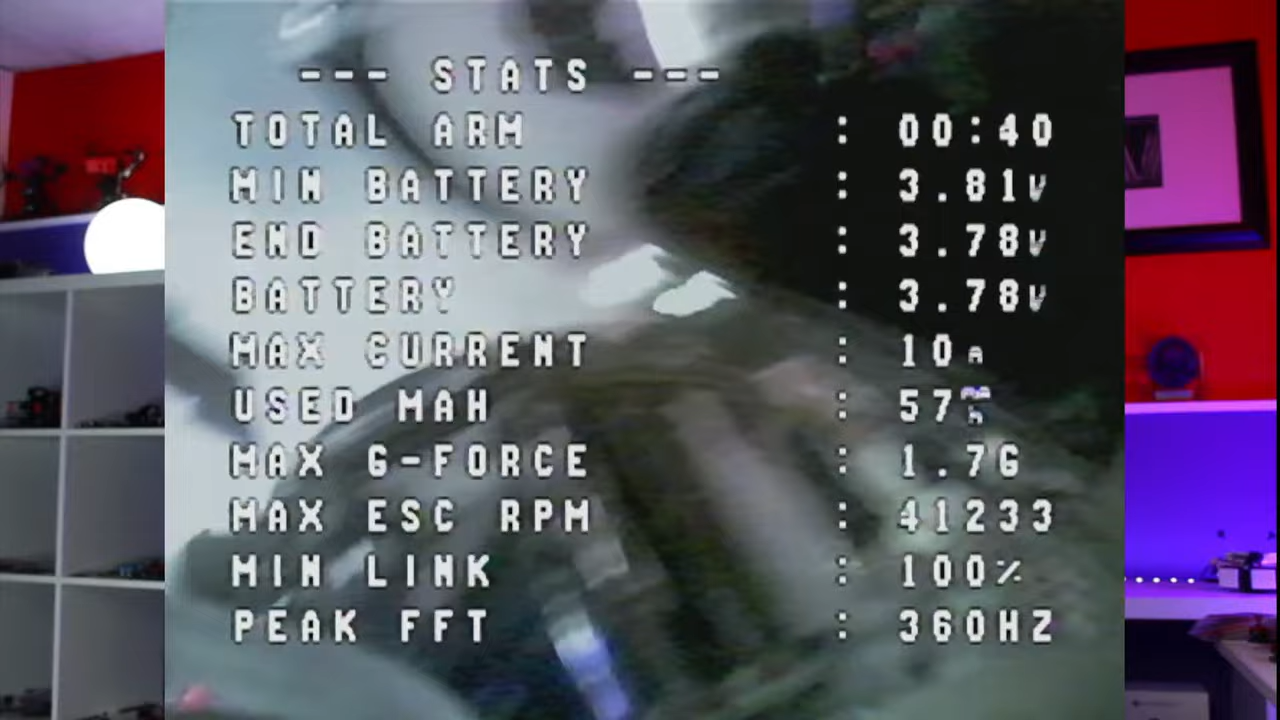 --- STATS ---
TOTAL ARM : 00:40
MIN BATTERY : 3.81V
END BATTERY : 3.78V
BATTERY : 3.78V
MAX CURRENT : 10A
USED MAH : 57mAh
MAX G-FORCE : 1.7G
MAX ESC RPM : 41233
MIN LINK : 100%
PEAK FFT : 360HZ